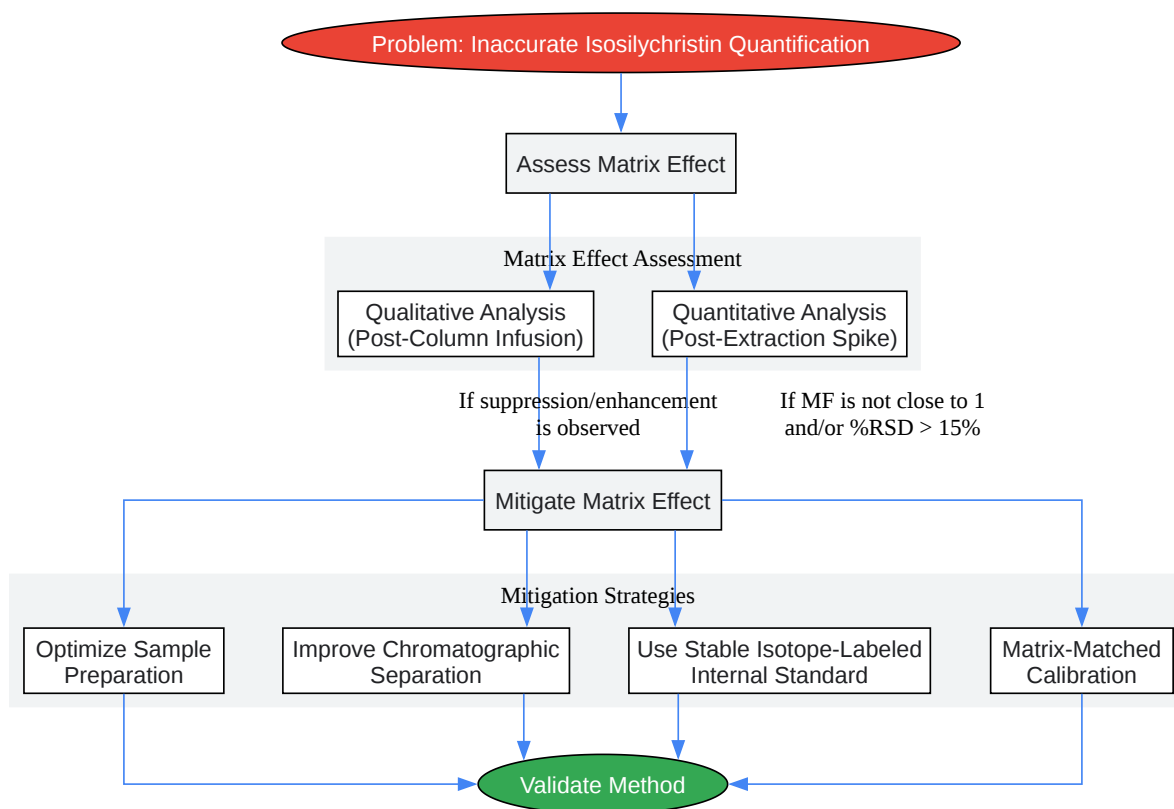 Problem: Inaccurate Isosilychristin Quantification
Assess Matrix Effect
Matrix Effect Assessment
Qualitative Analysis
(Post-Column Infusion)
Quantitative Analysis
(Post-Extraction Spike)
If suppression/enhancement
is observed
If MF is not close to 1
and/or %RSD > 15%
Mitigate Matrix Effect
Mitigation Strategies
Optimize Sample
Preparation
Improve Chromatographic
Separation
Use Stable Isotope-Labeled
Internal Standard
Matrix-Matched
Calibration
Validate Method